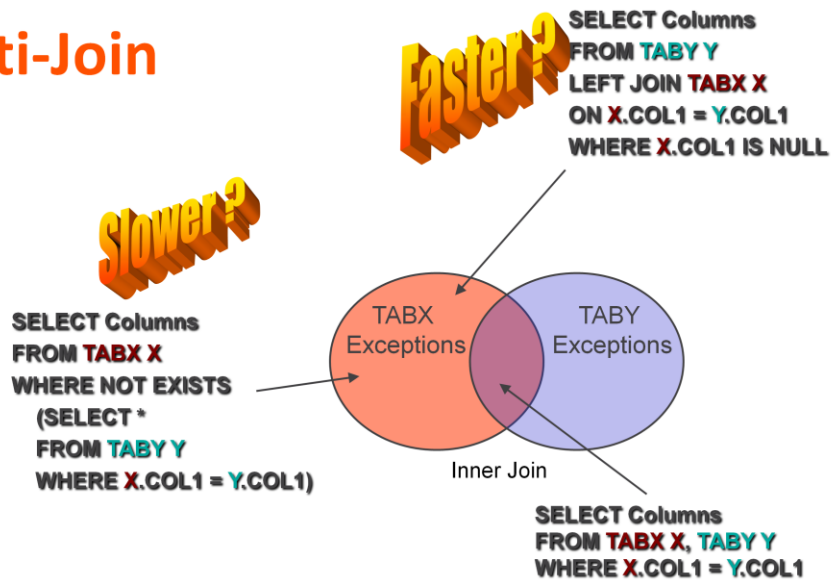 ti-Join
Faster ?
SELECT Columns
FROM TABY Y
LEFT JOIN TABX X
ON X.COL1 = Y.COL1
WHERE X.COL1 IS NULL
Slower ?
SELECT Columns
FROM TABX X
WHERE NOT EXISTS
(SELECT *
FROM TABY Y
WHERE X.COL1 = Y.COL1)
TABX
Exceptions
TABY
Exceptions
Inner Join
SELECT Columns
FROM TABX X, TABY Y
WHERE X.COL1 = Y.COL1